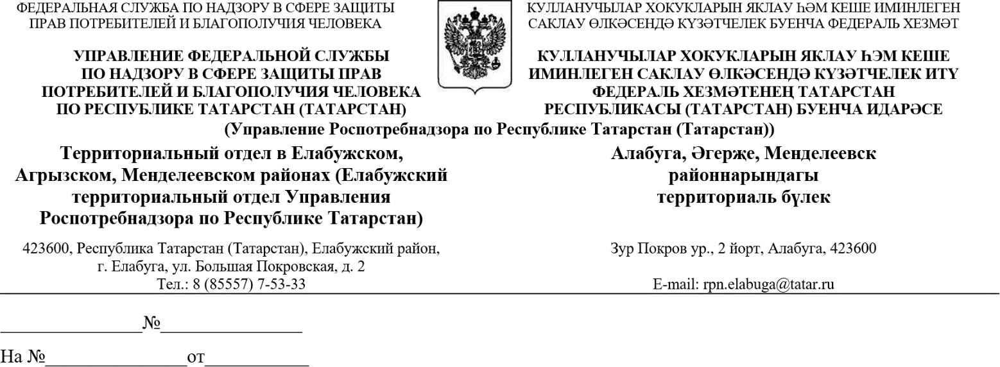 ФЕДЕРАЛЬНАЯ СЛУЖБА ПО НАДЗОРУ В СФЕРЕ ЗАЩИТЫ
ПРАВ ПОТРЕБИТЕЛЕЙ И БЛАГОПОЛУЧИЯ ЧЕЛОВЕКА
УПРАВЛЕНИЕ ФЕДЕРАЛЬНОЙ СЛУЖБЫ
ПО НАДЗОРУ В СФЕРЕ ЗАЩИТЫ ПРАВ
ПОТРЕБИТЕЛЕЙ И БЛАГОПОЛУЧИЯ ЧЕЛОВЕКА
ПО РЕСПУБЛИКЕ ТАТАРСТАН (ТАТАРСТАН)
КУЛЛАНУЧЫЛАР ХОКУКЛАРЫН ЯКЛАУ ҺӘМ КЕШЕ ИМИНЛЕГЕН
САКЛАУ ӨЛКӘСЕНДӘ КҮЗӘТЧЕЛЕК БУЕНЧА ФЕДЕРАЛЬ ХЕЗМӘТ
КУЛЛАНУЧЫЛАР ХОКУКЛАРЫН ЯКЛАУ ҺЭМ КЕШЕ
ИМИНЛЕГЕН САКЛАУ ӨЛКӘСЕНДӘ КҮЗӘТЧЕЛЕК ИТҮ
ФЕДЕРАЛЬ ХЕЗМӘТЕНЕҢ ТАТАРСТАН
РЕСПУБЛИКАСЫ (ТАТАРСТАН) БУЕНЧА ИДАРӘСЕ
(Управление Роспотребнадзора по Республике Татарстан (Татарстан))
Территориальный отдел в Елабужском,
Агрызском, Менделеевском районах (Елабужский
территориальный отдел Управления
Роспотребнадзора по Республике Татарстан)
Алабуга, Әгерҗе, Менделеевск
районнарындагы
территориаль бүлек
423600, Республика Татарстан (Татарстан), Елабужский район,
г. Елабуга, ул. Большая Покровская, д. 2
Тел.: 8 (85557) 7-53-33
Зур Покров ур., 2 йорт, Алабуга, 423600
E-mail: rpn.elabuga@tatar.ru
________________№________________
На №________________от____________